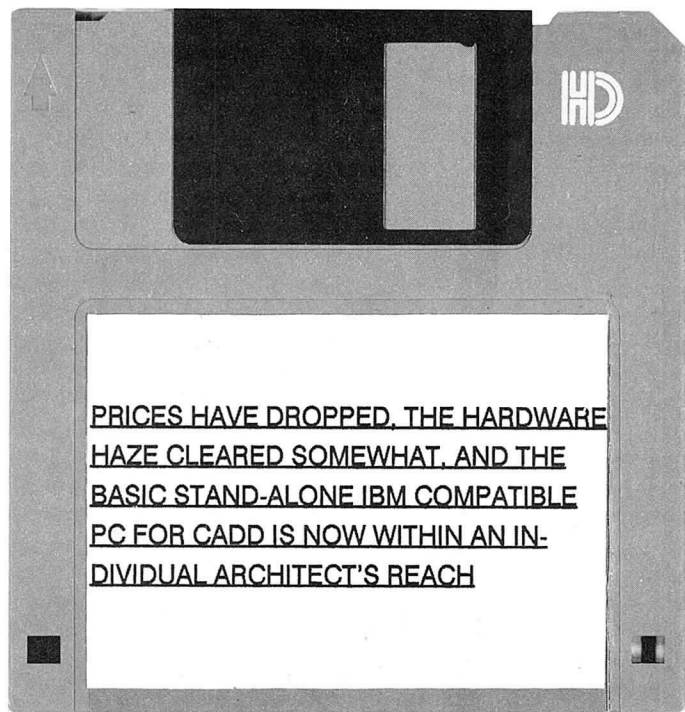 HD
PRICES HAVE DROPPED, THE HARDWARE
HAZE CLEARED SOMEWHAT, AND THE
BASIC STAND-ALONE IBM COMPATIBLE
PC FOR CADD IS NOW WITHIN AN IN-
DIVIDUAL ARCHITECT'S REACH